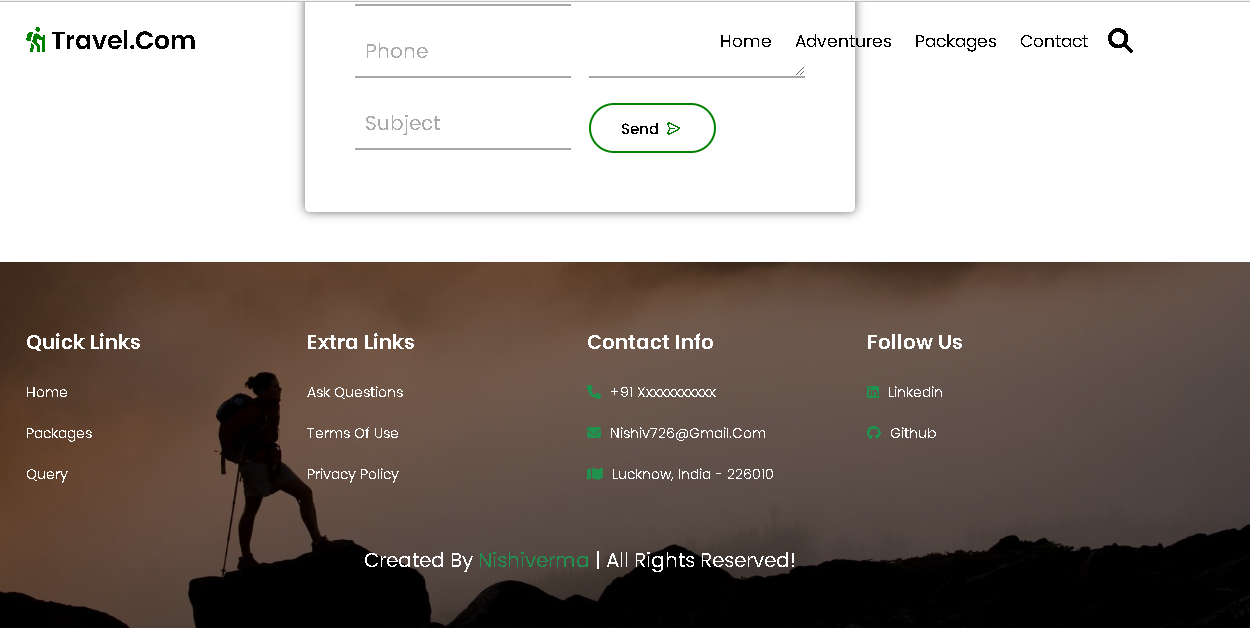 Travel.Com
Home Adventures Packages Contact
Phone
Subject
Send
Quick Links
Home
Packages
Query
Extra Links
Ask Questions
Terms Of Use
Privacy Policy
Contact Info
+91 Xxxxxxxxxxx
Nishiv726@Gmail.Com
Lucknow, India - 226010
Follow Us
Linkedin
Github
Created By Nishiverma | All Rights Reserved!